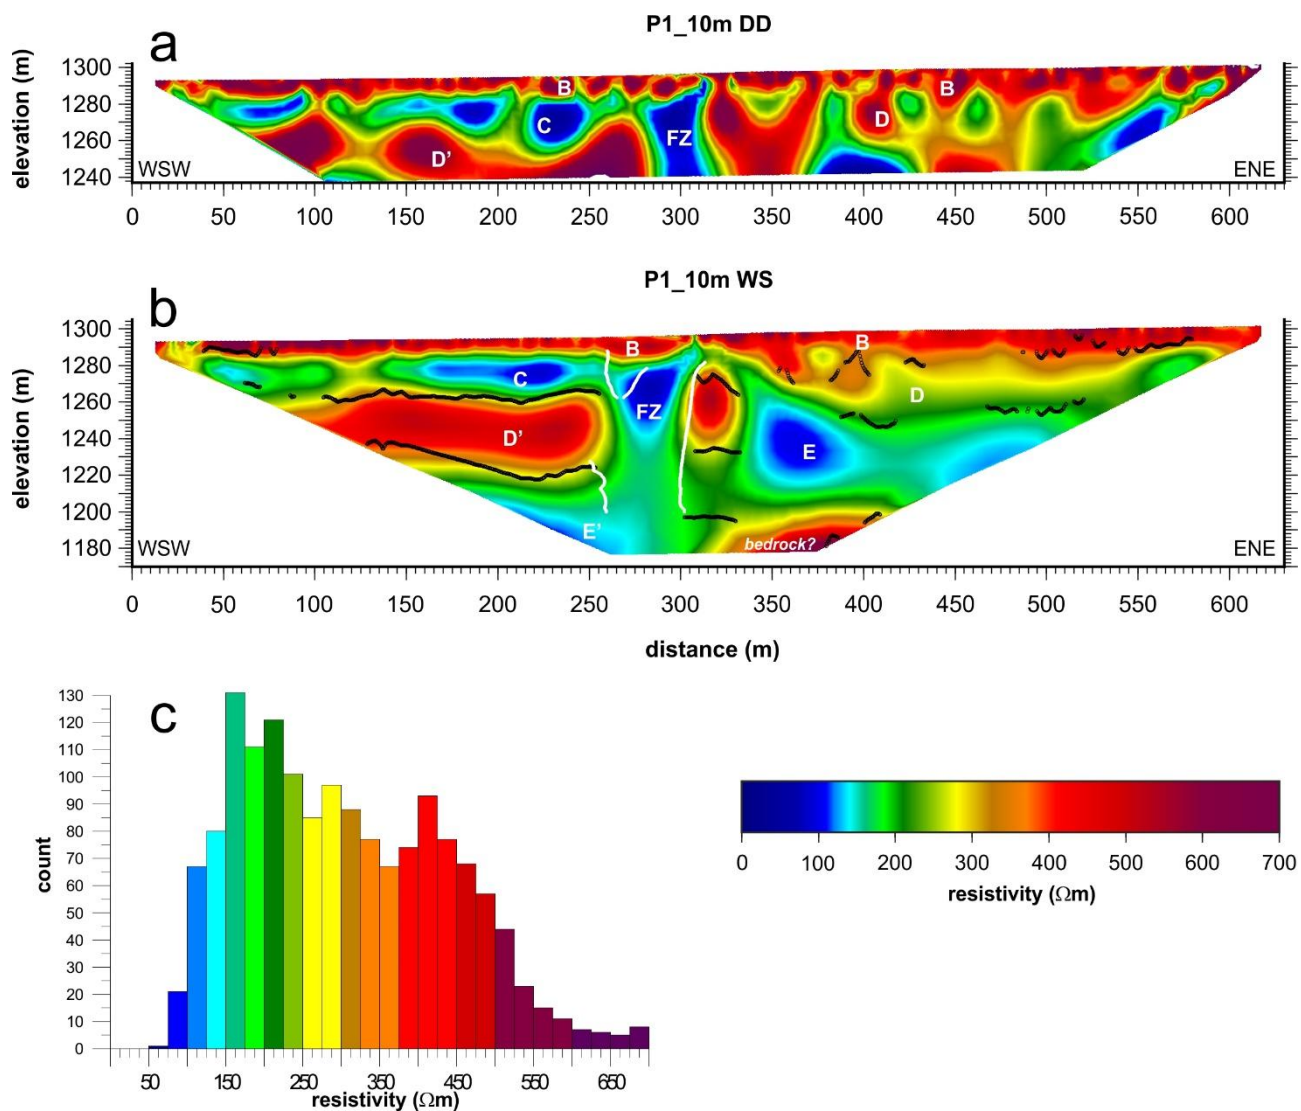 a
P1_10m DD
elevation (m)
1300
1280
1260
1240
B
B
C
D
D'
FZ
WSW
ENE
0 50 100 150 200 250 300 350 400 450 500 550 600
b
P1_10m WS
elevation (m)
1300
1280
1260
1240
1220
1200
1180
B
B
C
FZ
D
D'
E
E'
bedrock?
WSW
ENE
0 50 100 150 200 250 300 350 400 450 500 550 600
distance (m)
c
count
130
120
110
100
90
80
70
60
50
40
30
20
10
0
50 150 250 350 450 550 650
resistivity (Ωm)
0 100 200 300 400 500 600 700
resistivity (Ωm)